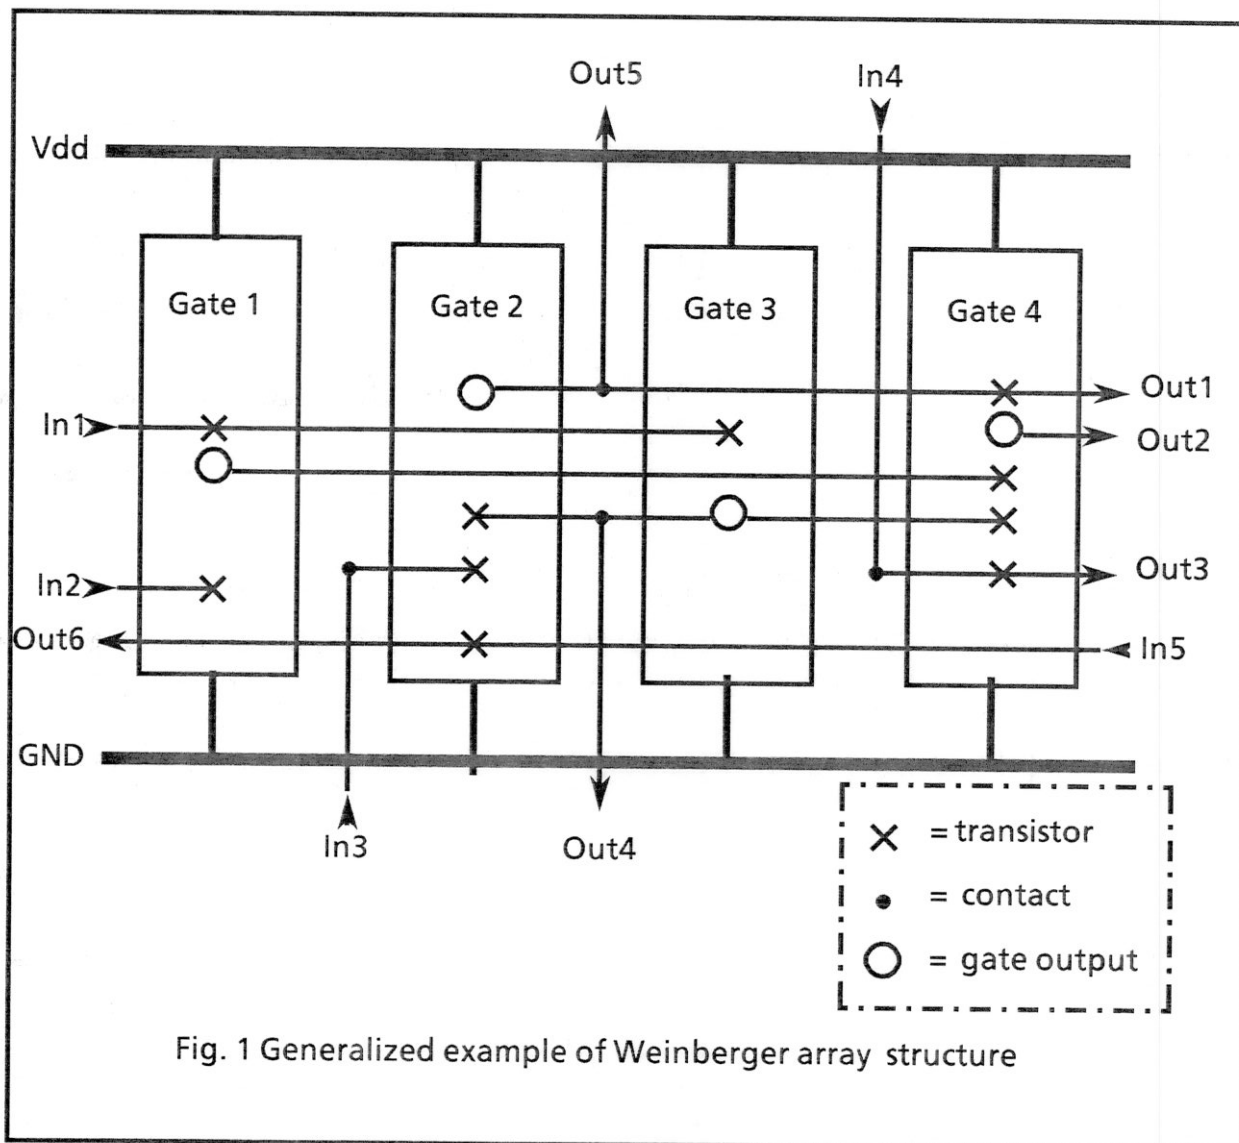 Out5 In4
Vdd
Gate 1 Gate 2 Gate 3 Gate 4
Out1
In1
Out2
In2
Out3
Out6
In5
GND
In3 Out4
= transistor
= contact
= gate output
Fig. 1 Generalized example of Weinberger array structure